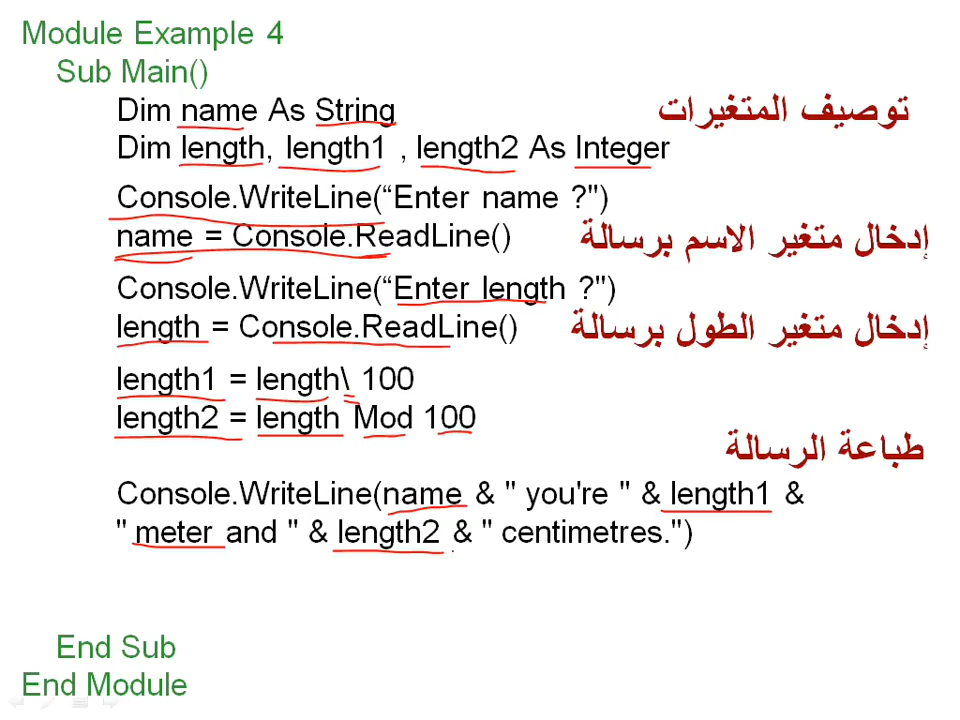 Module Example 4
Sub Main()
Dim name As String
توصيف المتغيرات
Dim length, length1 , length2 As Integer
Console.WriteLine(“Enter name ?")
name = Console.ReadLine()
إدخال متغير الاسم برسالة
Console.WriteLine(“Enter length ?")
length = Console.ReadLine()
إدخال متغير الطول برسالة
length1 = length\ 100
length2 = length Mod 100
طباعة الرسالة
Console.WriteLine(name & " you're " & length1 &
" meter and " & length2 & " centimetres.")
End Sub
End Module